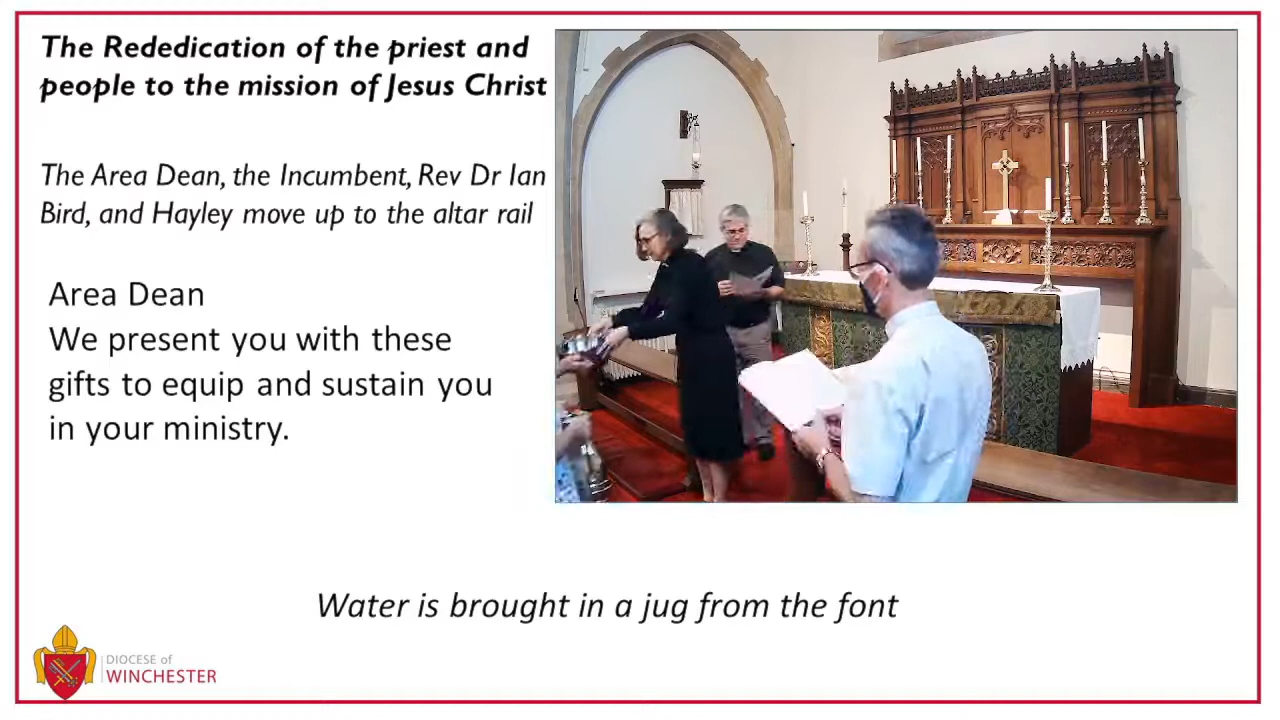 The Rededication of the priest and
people to the mission of Jesus Christ
The Area Dean, the Incumbent, Rev Dr Ian
Bird, and Hayley move up to the altar rail
Area Dean
We present you with these
gifts to equip and sustain you
in your ministry.
Water is brought in a jug from the font
DIOCESE of
WINCHESTER